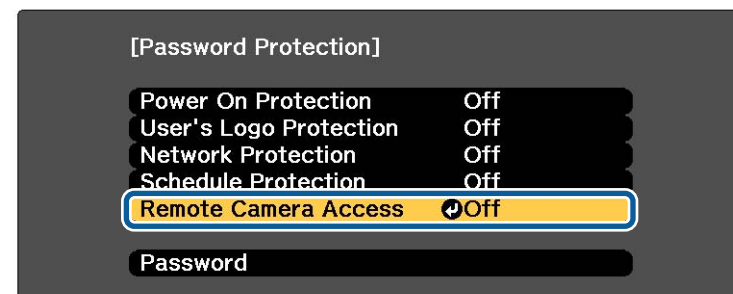 [Password Protection]
Power On Protection Off
User's Logo Protection Off
Network Protection Off
Schedule Protection Off
Remote Camera Access Off
Password